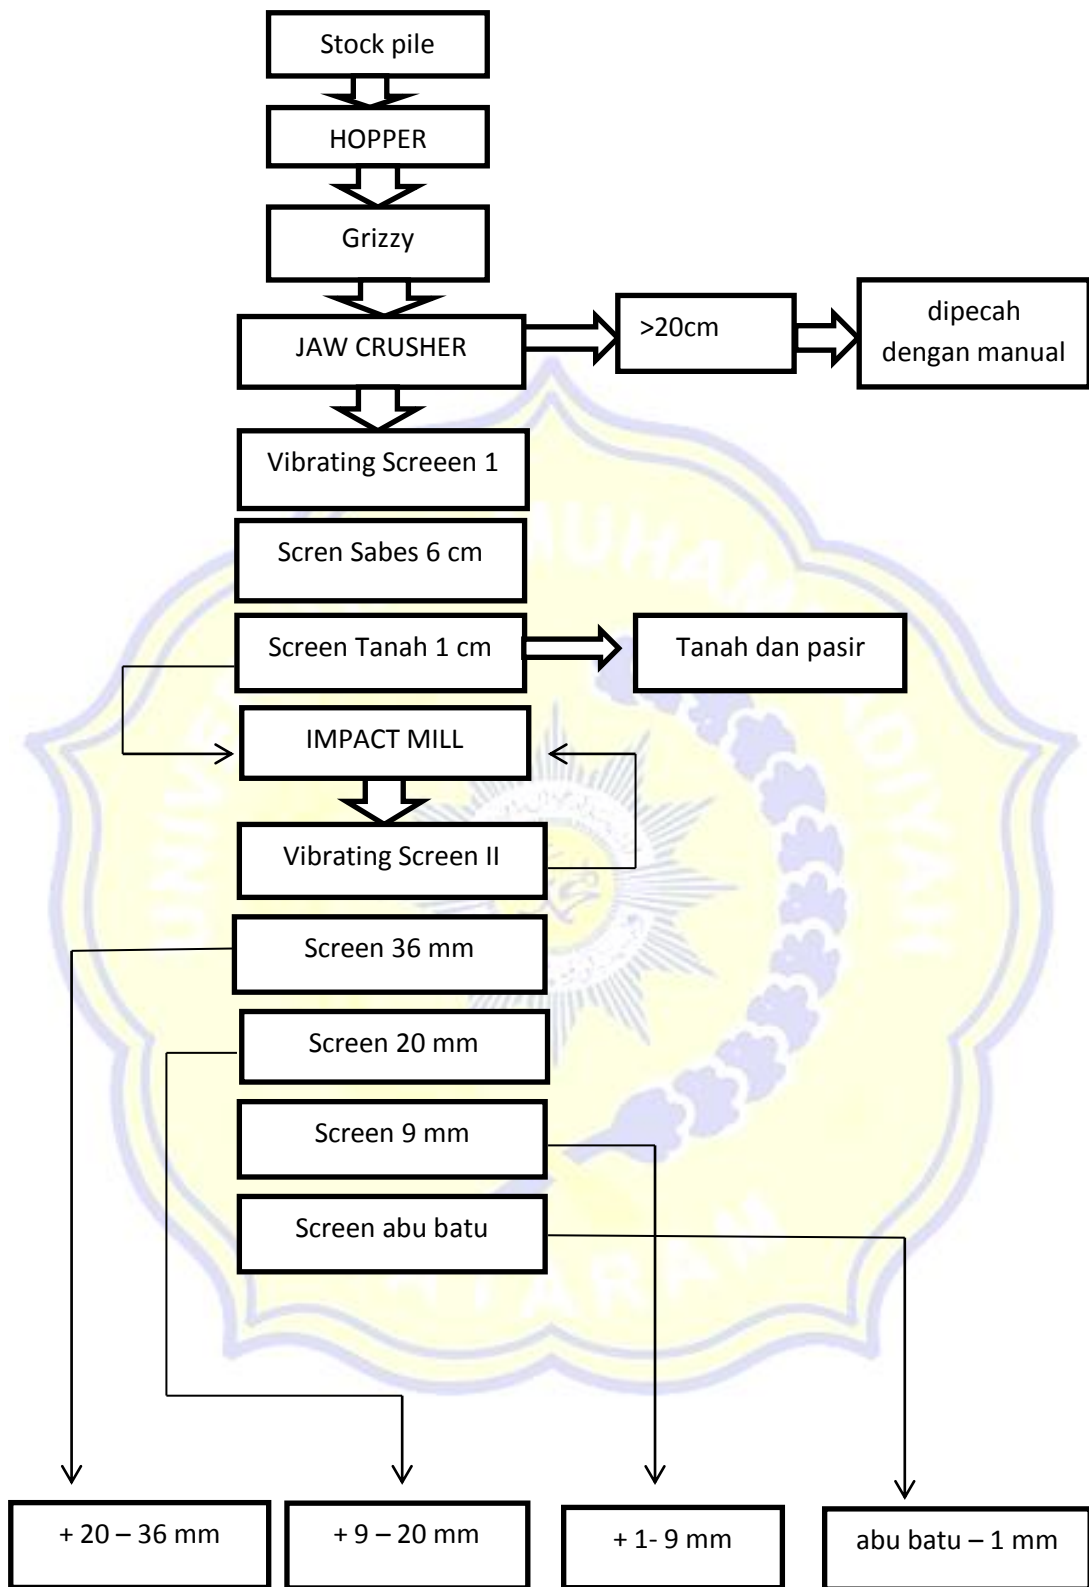 Stock pile
HOPPER
Grizzy
JAW CRUSHER
>20cm
dipecah
dengan manual
Vibrating Screeen 1
Scren Sabes 6 cm
Screen Tanah 1 cm
Tanah dan pasir
IMPACT MILL
Vibrating Screen II
Screen 36 mm
Screen 20 mm
Screen 9 mm
Screen abu batu
+ 20 – 36 mm
+ 9 – 20 mm
+ 1- 9 mm
abu batu – 1 mm